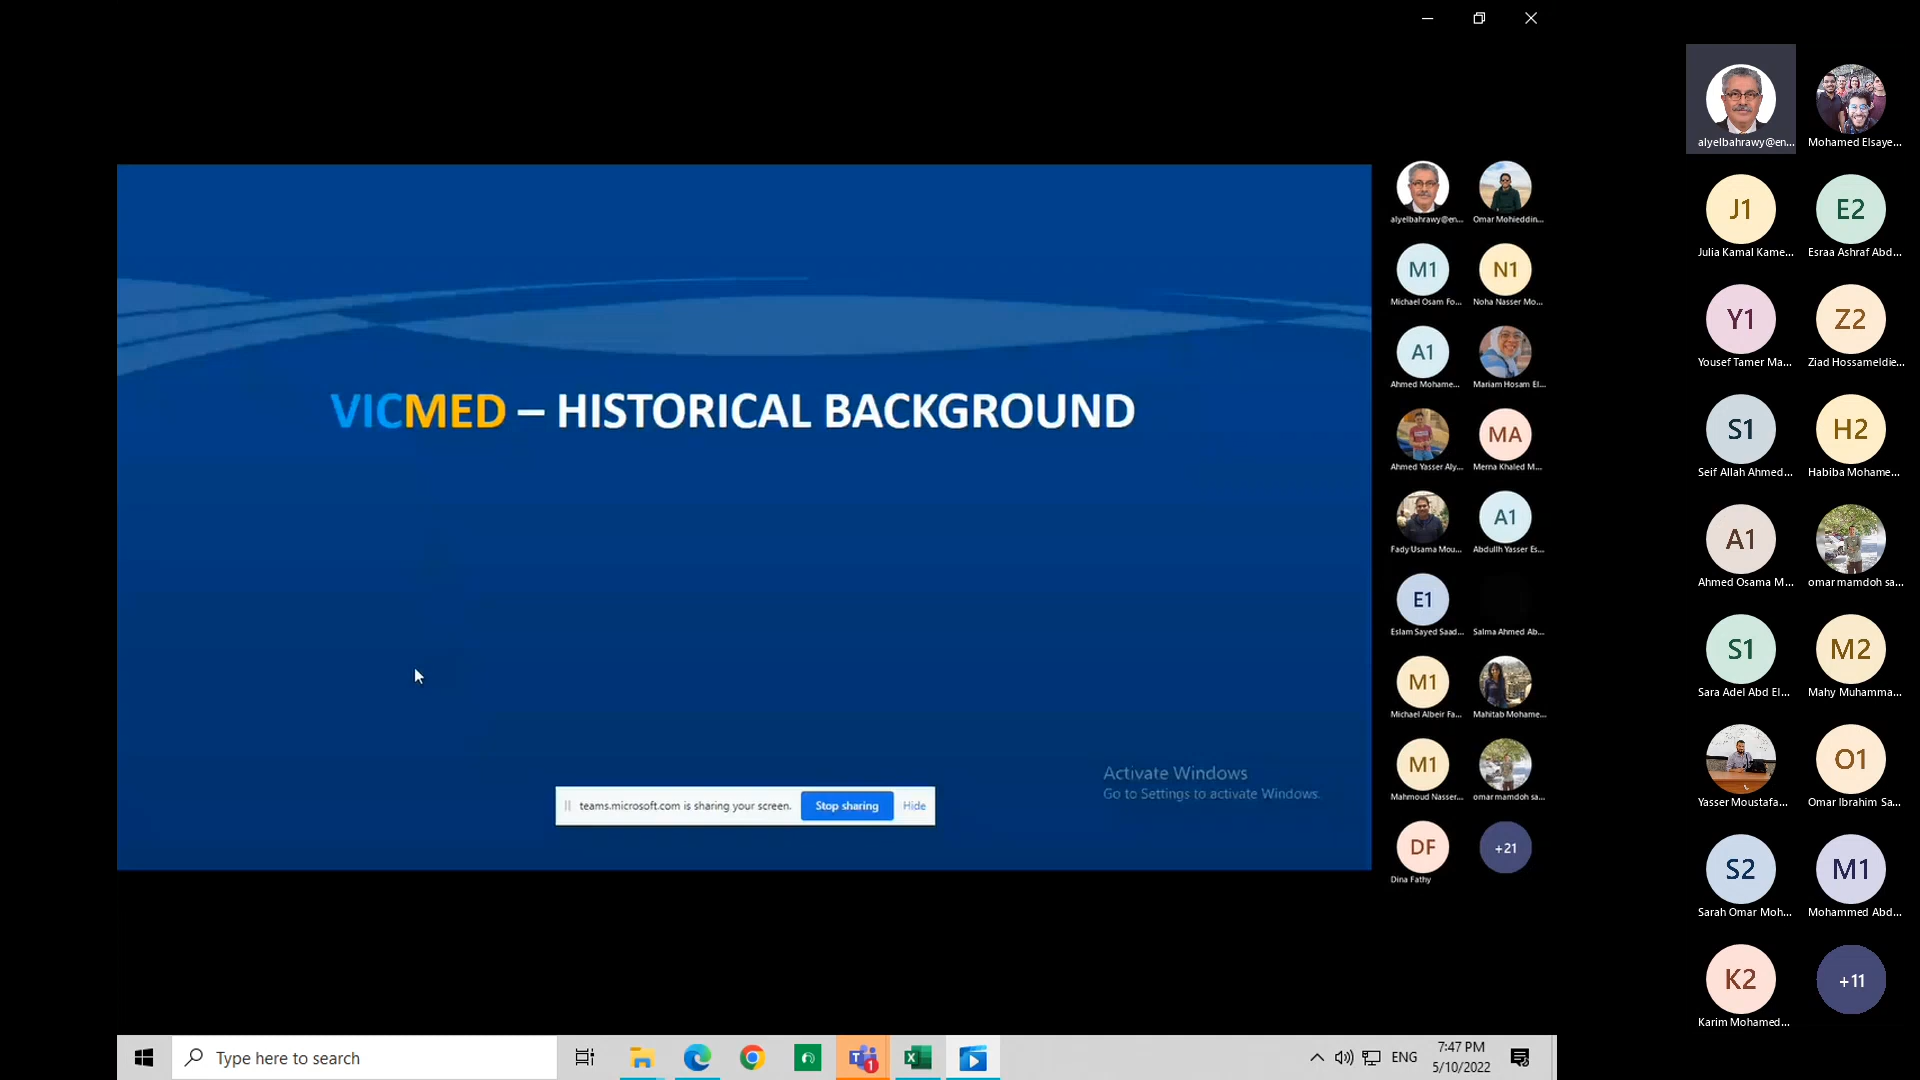 VICMED – HISTORICAL BACKGROUND
Activate Windows
Go to Settings to activate Windows.
teams.microsoft.com is sharing your screen. Stop sharing Hide
alyelbahrawy@en... Omar Mohieddin...
M1 N1
Michael Osam Fo... Noha Nasser Mo...
A1
Ahmed Mohame... Mariam Hosam El...
MA
Ahmed Yasser Aly... Merna Khaled M...
A1
Fady Usama Mou... Abdullh Yasser Es...
E1
Eslam Sayed Saad... Salma Ahmed Ab...
M1
Michael Albeir Fa... Mahitab Mohame...
M1
Mahmoud Nasser... omar mamdoh sa...
DF +21
Dina Fathy
alyelbahrawy@en... Mohamed Elsaye...
J1 E2
Julia Kamal Kame... Esraa Ashraf Abd...
Y1 Z2
Yousef Tamer Ma... Ziad Hossameldie...
S1 H2
Seif Allah Ahmed... Habiba Mohame...
A1
Ahmed Osama M... omar mamdoh sa...
S1 M2
Sara Adel Abd El... Mahy Muhamma...
O1
Yasser Moustafa... Omar Ibrahim Sa...
S2 M1
Sarah Omar Moh... Mohammed Abd...
K2 +11
Karim Mohamed...
Type here to search
1
ENG
7:47 PM
5/10/2022